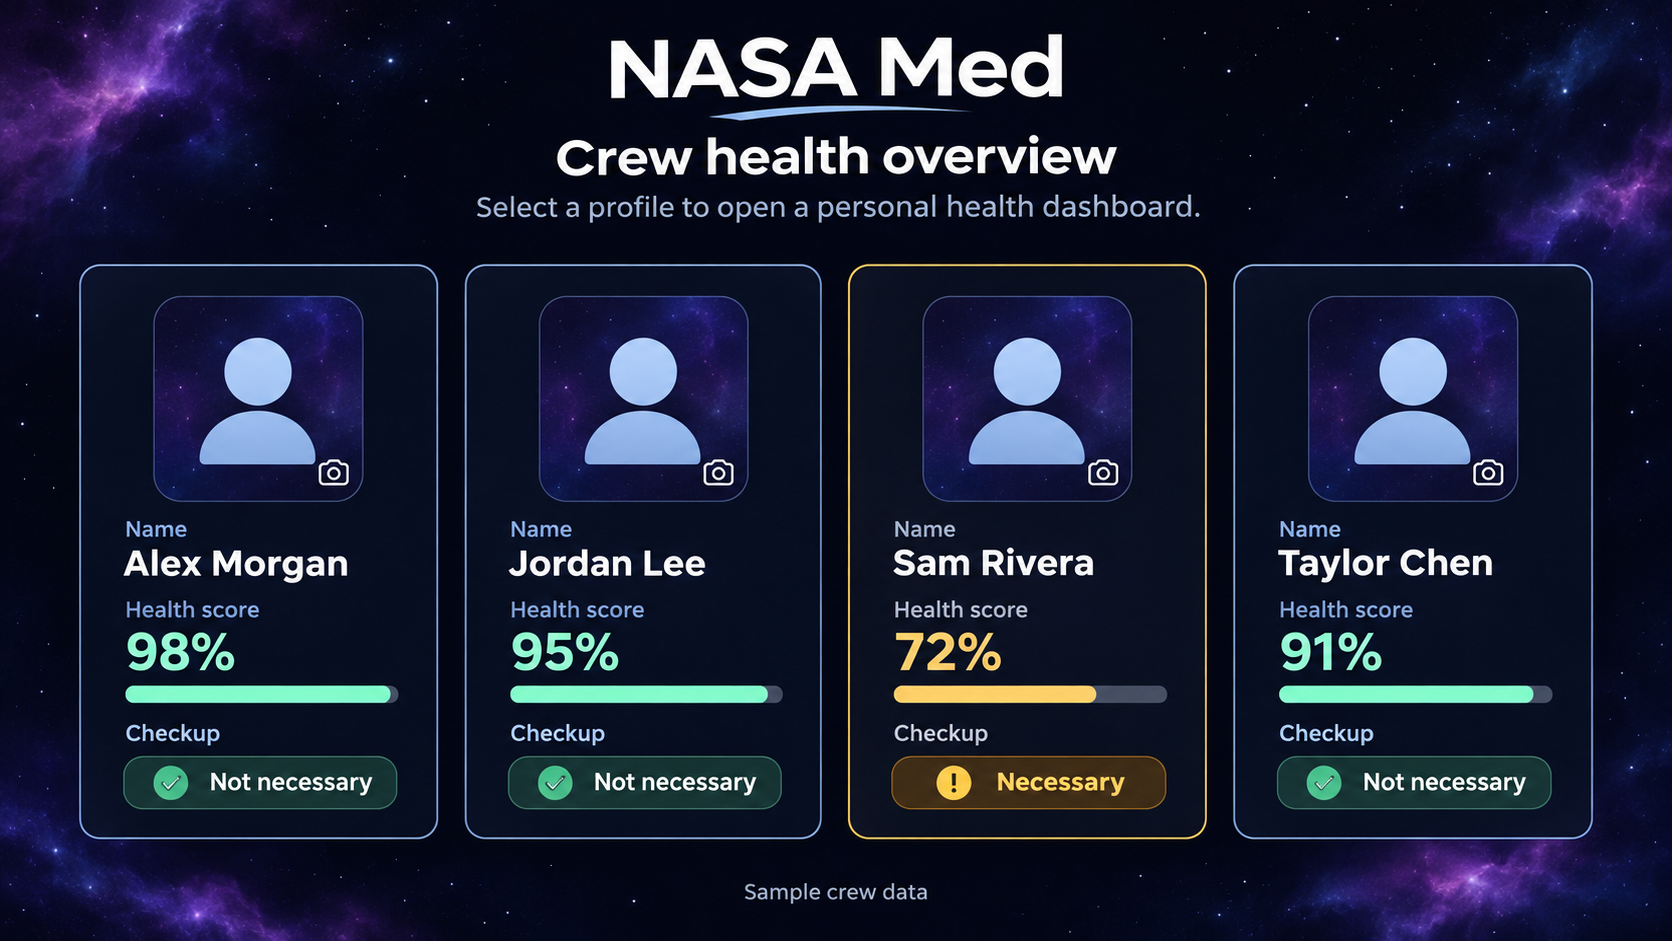 NASA Med
Crew health overview
Select a profile to open a personal health dashboard.
Name
Alex Morgan
Health score
98%
Checkup
Not necessary
Name
Jordan Lee
Health score
95%
Checkup
Not necessary
Name
Sam Rivera
Health score
72%
Checkup
! Necessary
Name
Taylor Chen
Health score
91%
Checkup
Not necessary
Sample crew data